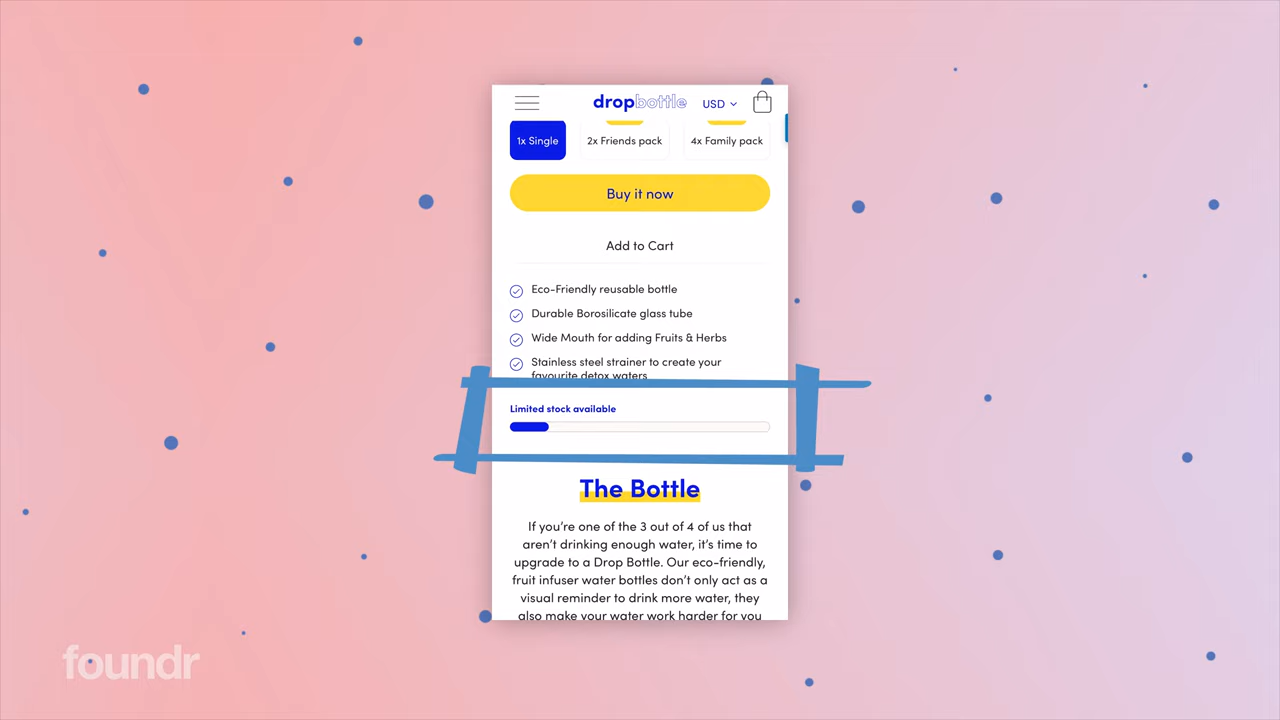 dropbottle
USD
1x Single
2x Friends pack
4x Family pack
Buy it now
Add to Cart
Eco-Friendly reusable bottle
Durable Borosilicate glass tube
Wide Mouth for adding Fruits & Herbs
Stainless steel strainer to create your
favourite detox waters
Limited stock available
The Bottle
If you’re one of the 3 out of 4 of us that
aren’t drinking enough water, it’s time to
upgrade to a Drop Bottle. Our eco-friendly,
fruit infuser water bottles don’t only act as a
visual reminder to drink more water, they
also make your water work harder for you
foundr